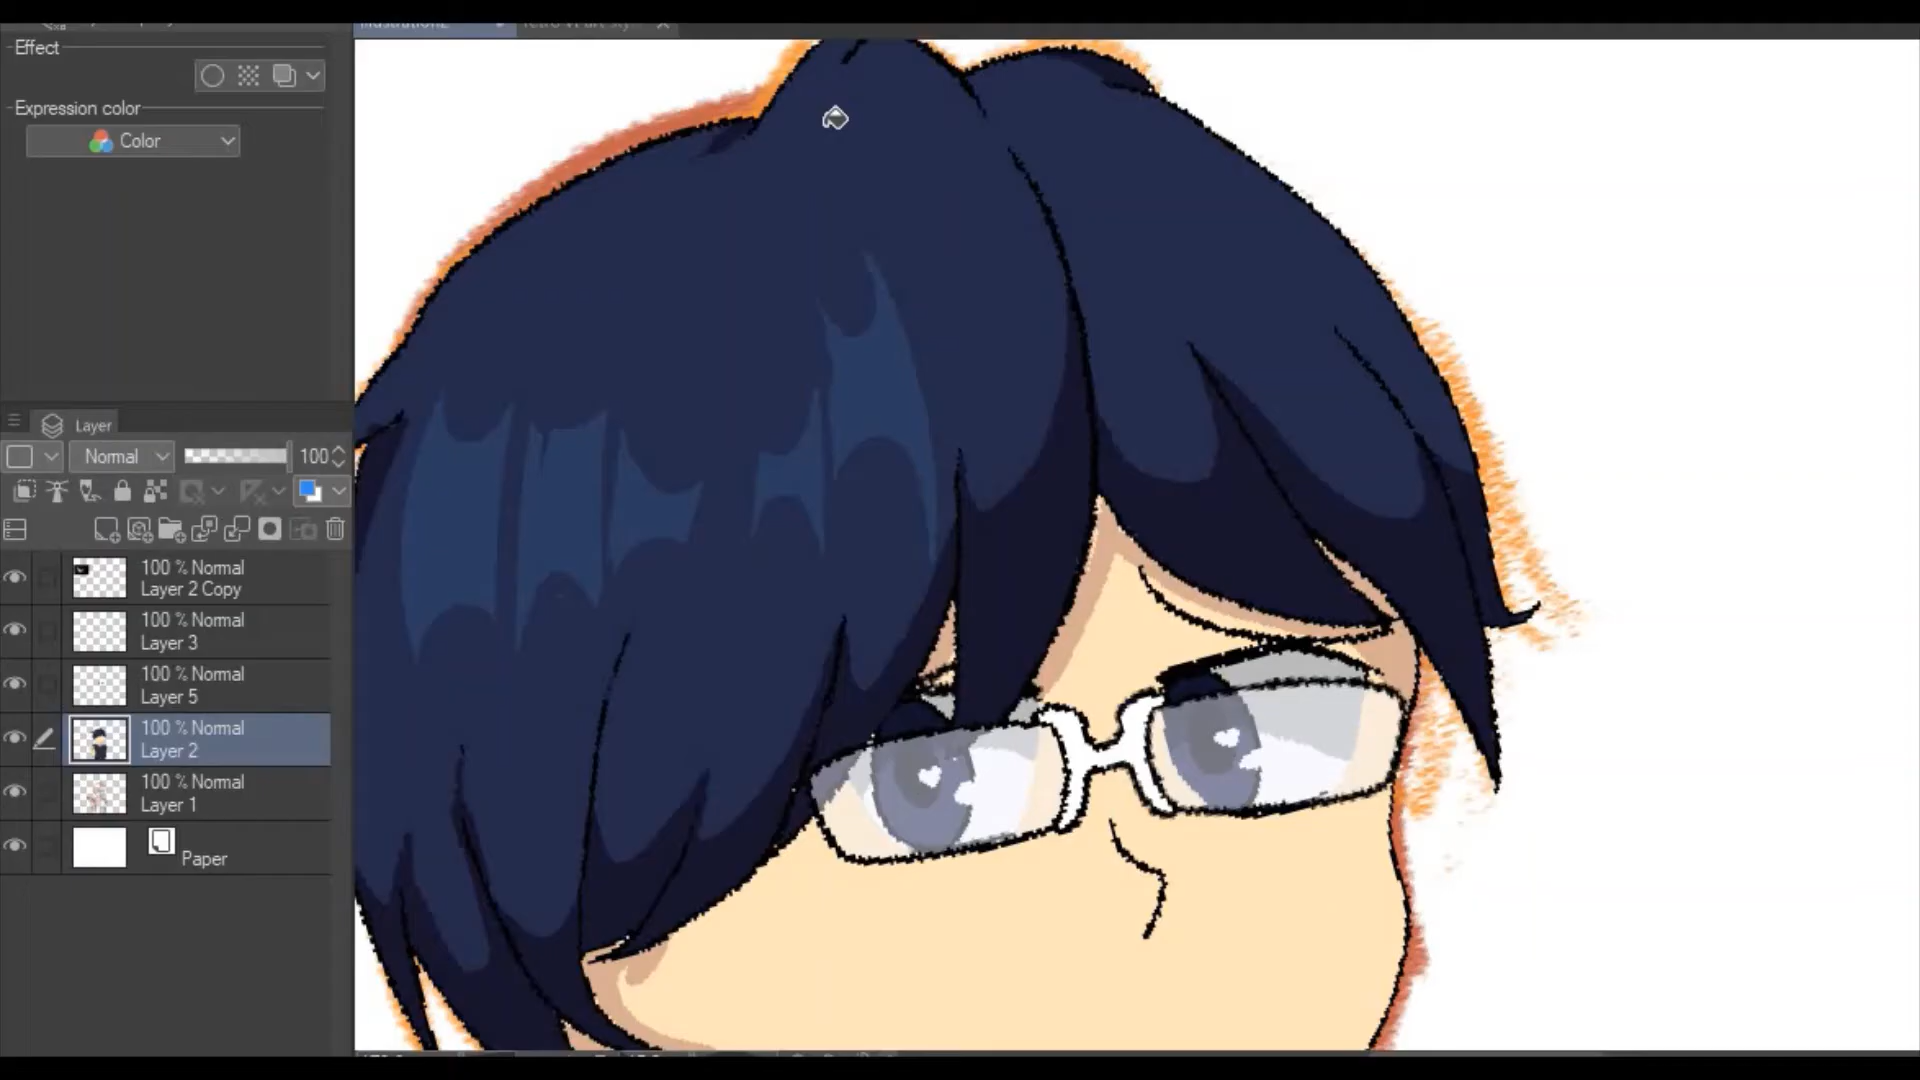 Effect
Expression color
Color
Layer
Normal
100
100 % Normal
Layer 2 Copy
100 % Normal
Layer 3
100 % Normal
Layer 5
100 % Normal
Layer 2
100 % Normal
Layer 1
Paper